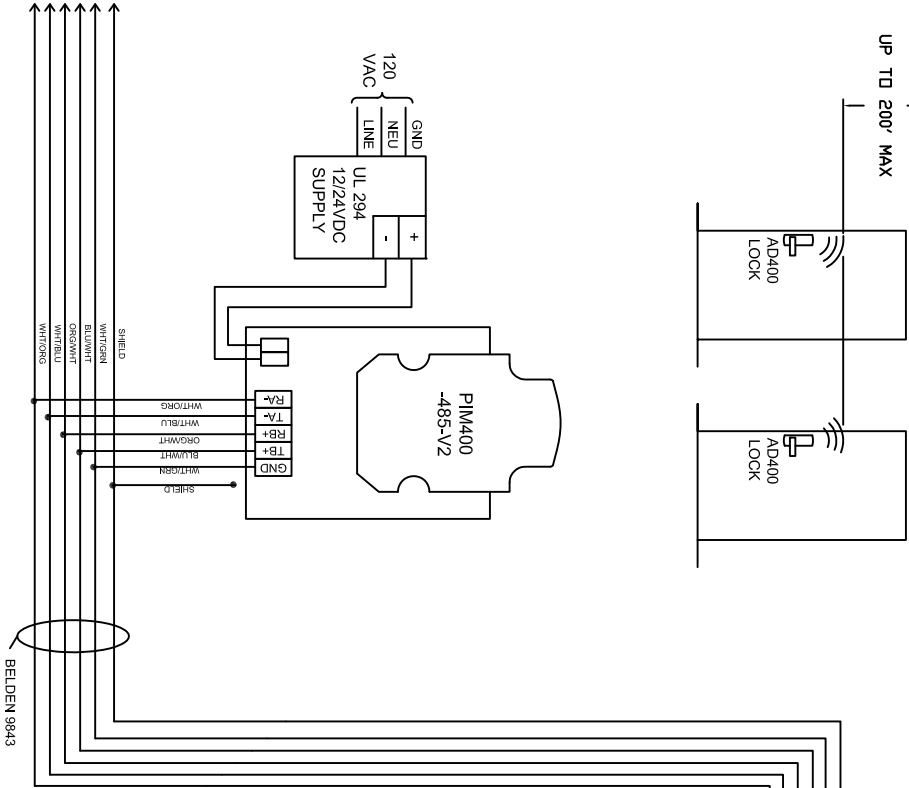 UP TO 200' MAX
120
VAC
GND
NEU
LINE
UL 294
12/24VDC
SUPPLY
+
-
AD400
LOCK
AD400
LOCK
PIM400
-485-V2
RA-
TA-
RB+
TB+
GND
WHT/ORG
WHT/BLU
ORG/WHT
BLU/WHT
WHT/GRN
SHIELD
SHIELD
WHT/GRN
BLU/WHT
ORG/WHT
WHT/BLU
WHT/ORG
BELDEN 9843